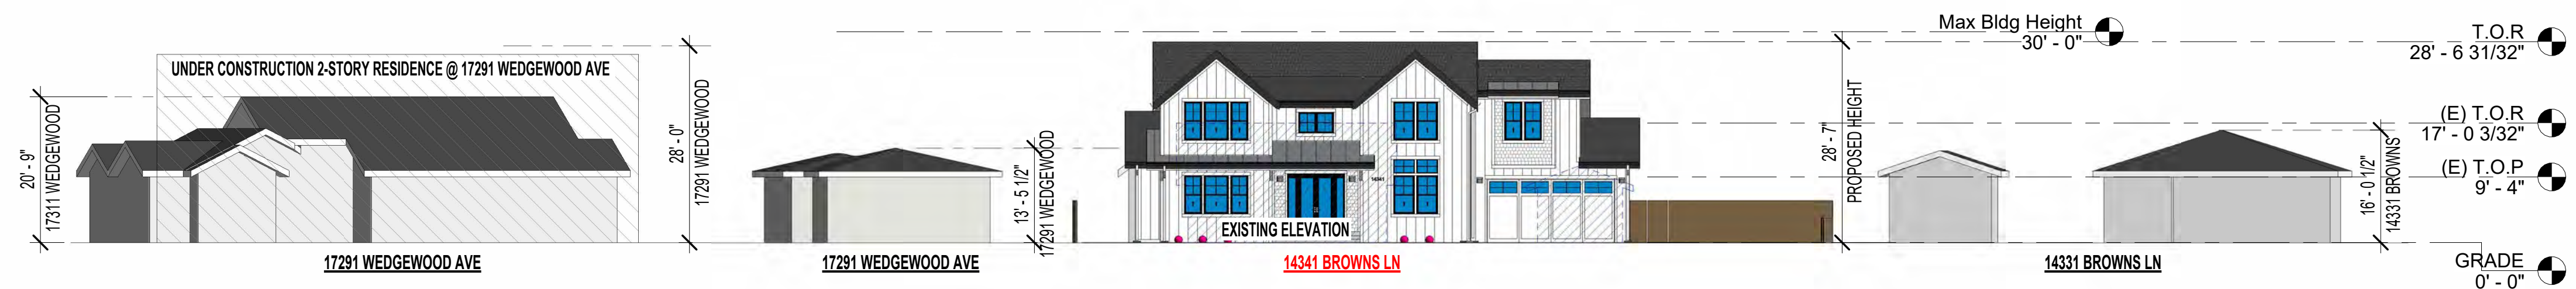 UNDER CONSTRUCTION 2-STORY RESIDENCE @ 17291 WEDGEWOOD AVE
20' - 9"
17311 WEDGEWOOD
17291 WEDGEWOOD AVE
28' - 0"
17291 WEDGEWOOD
13' - 5 1/2"
17291 WEDGEWOOD
17291 WEDGEWOOD AVE
14341
EXISTING ELEVATION
14341 BROWNS LN
28' - 7"
PROPOSED HEIGHT
Max Bldg Height
30' - 0"
14331 BROWNS LN
16' - 0 1/2"
14331 BROWNS
T.O.R
28' - 6 31/32"
(E) T.O.R
17' - 0 3/32"
(E) T.O.P
9' - 4"
GRADE
0' - 0"